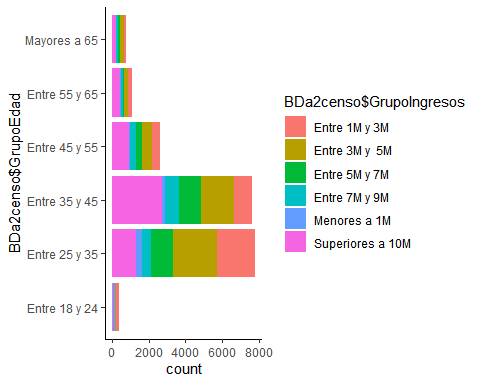 BDa2censo$GrupoEdad
Mayores a 65
Entre 55 y 65
Entre 45 y 55
Entre 35 y 45
Entre 25 y 35
Entre 18 y 24
0 2000 4000 6000 8000
count
BDa2censo$GrupoIngresos
Entre 1M y 3M
Entre 3M y  5M
Entre 5M y 7M
Entre 7M y 9M
Menores a 1M
Superiores a 10M